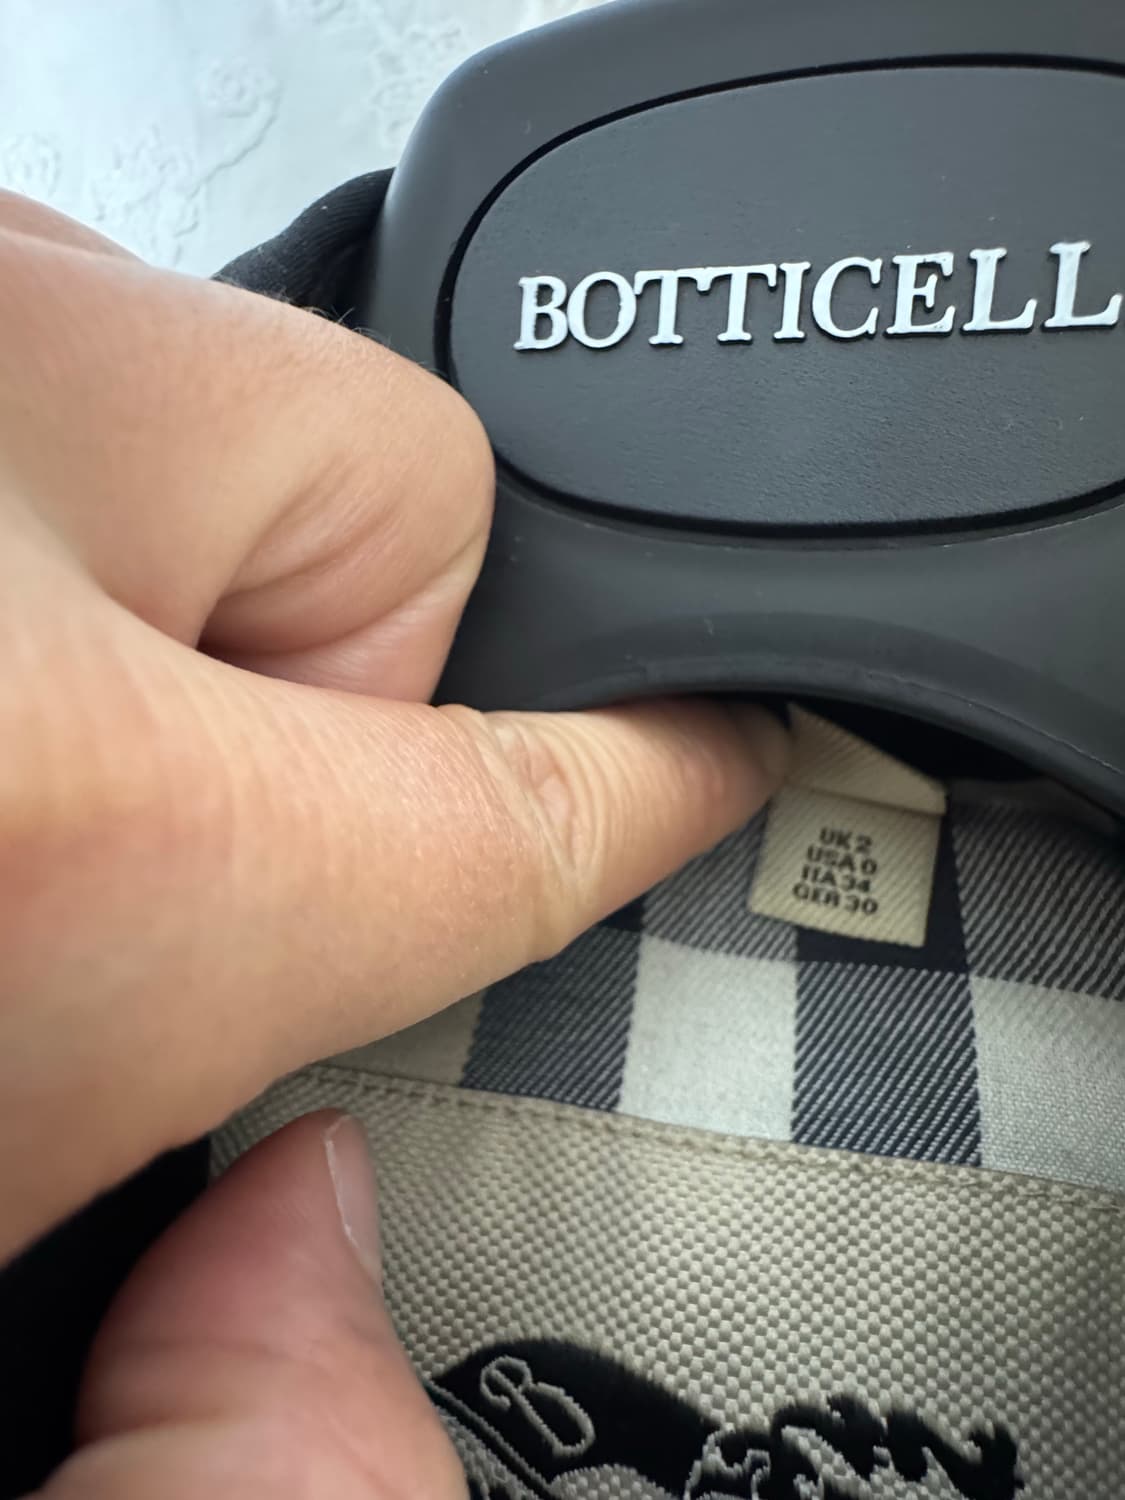 BOTTICELL
UK 2
USA 0
ITA 34
GER 30
B